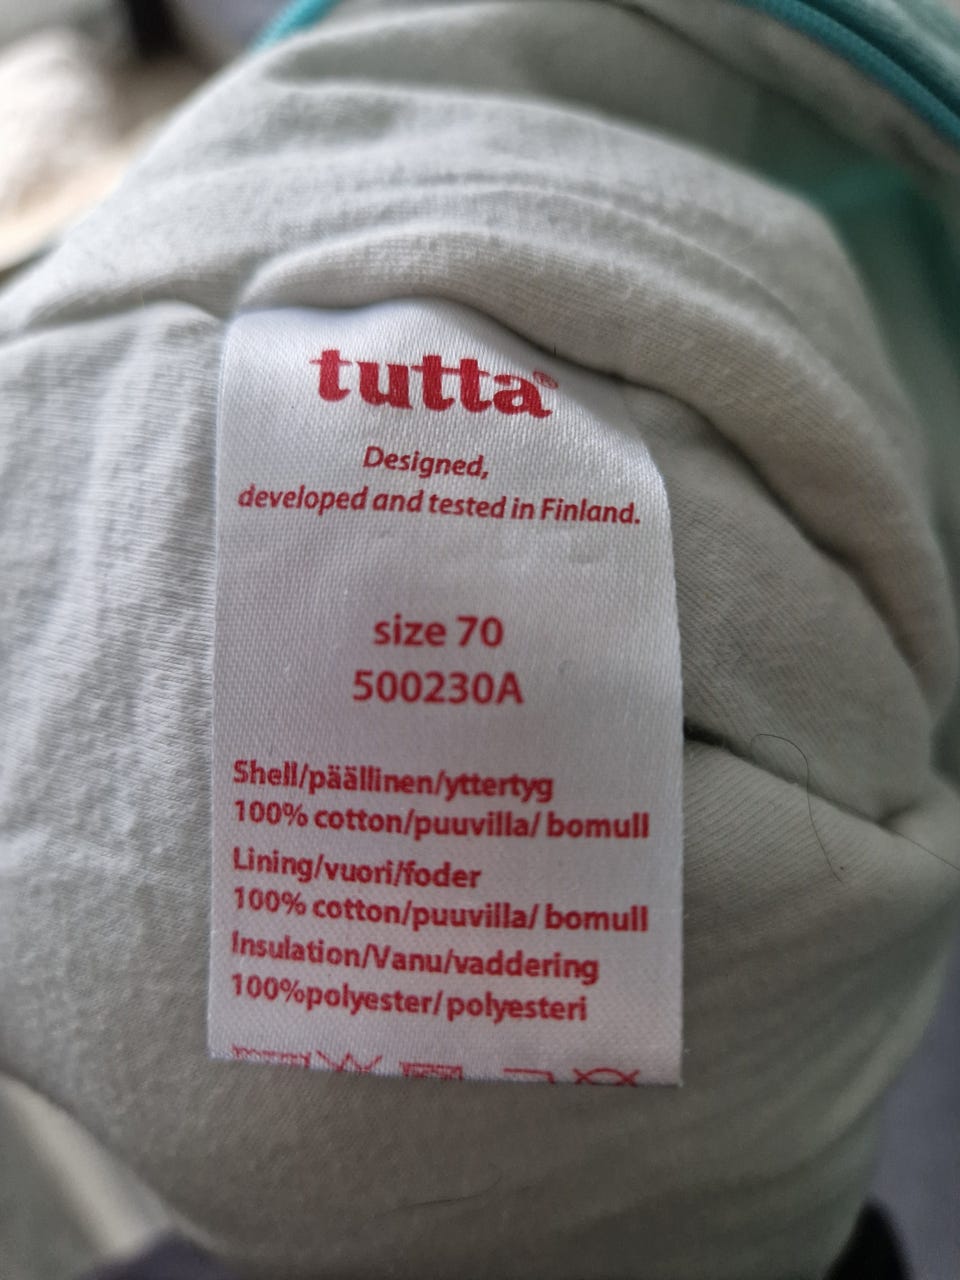 tutta®
Designed,
developed and tested in Finland.
size 70
500230A
Shell/päällinen/yttertyg
100% cotton/puuvilla/ bomull
Lining/vuori/foder
100% cotton/puuvilla/ bomull
Insulation/Vanu/vaddering
100%polyester/ polyesteri